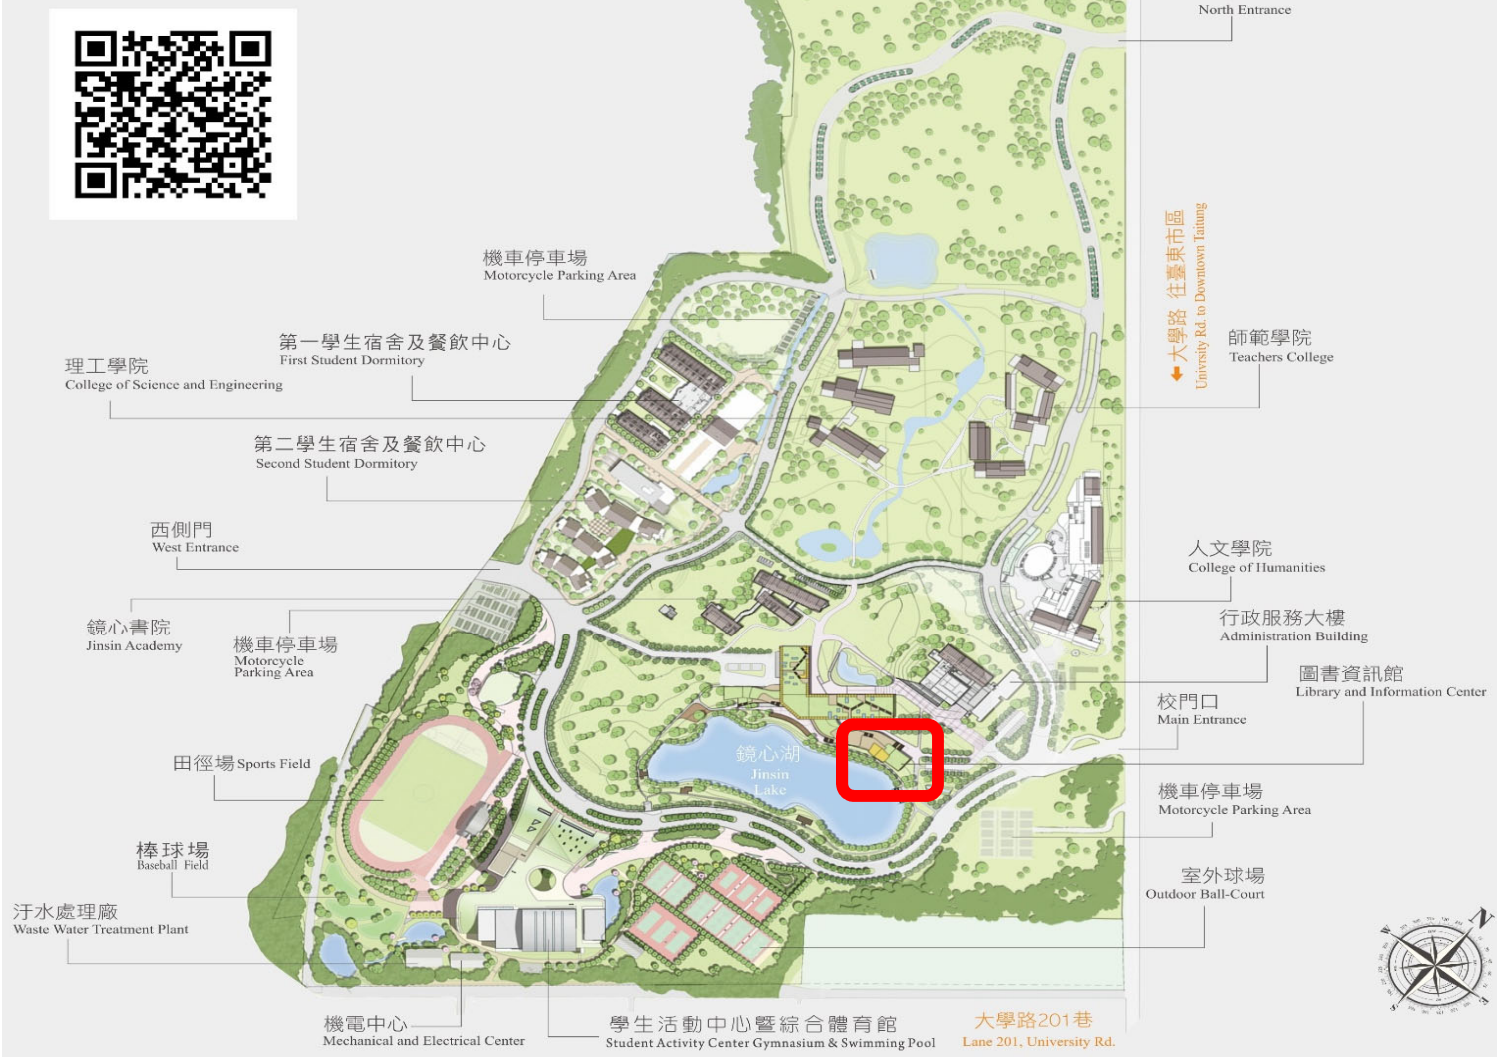 North Entrance
機車停車場
Motorcycle Parking Area
大學路 往臺東市區
Univrsity Rd. to Downtown Taitung
第一學生宿舍及餐飲中心
First Student Dormitory
師範學院
Teachers College
理工學院
College of Science and Engineering
第二學生宿舍及餐飲中心
Second Student Dormitory
西側門
West Entrance
人文學院
College of Humanities
行政服務大樓
Administration Building
鏡心書院
Jinsin Academy
機車停車場
Motorcycle
Parking Area
圖書資訊館
Library and Information Center
校門口
Main Entrance
鏡心湖
Jinsin
Lake
田徑場 Sports Field
機車停車場
Motorcycle Parking Area
棒球場
Baseball Field
室外球場
Outdoor Ball-Court
汙水處理廠
Waste Water Treatment Plant
N
W
E
S
機電中心
Mechanical and Electrical Center
學生活動中心暨綜合體育館
Student Activity Center Gymnasium & Swimming Pool
大學路201巷
Lane 201, University Rd.